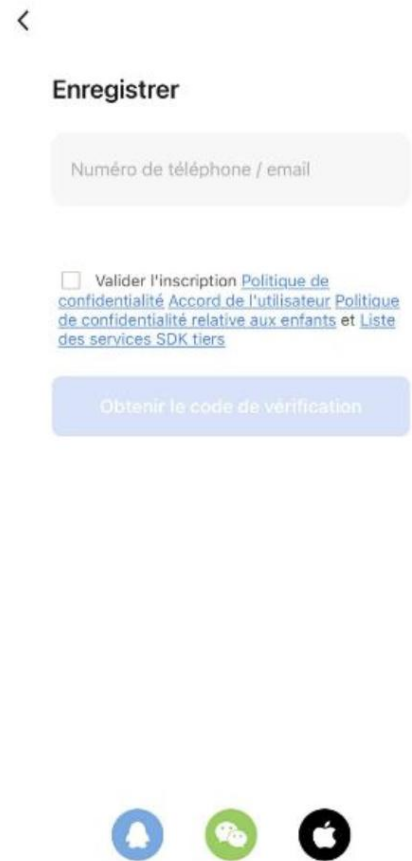 Enregistrer
Numéro de téléphone / email
Valider l'inscription Politique de
confidentialité Accord de l'utilisateur Politique
de confidentialité relative aux enfants et Liste
des services SDK tiers
Obtenir le code de vérification